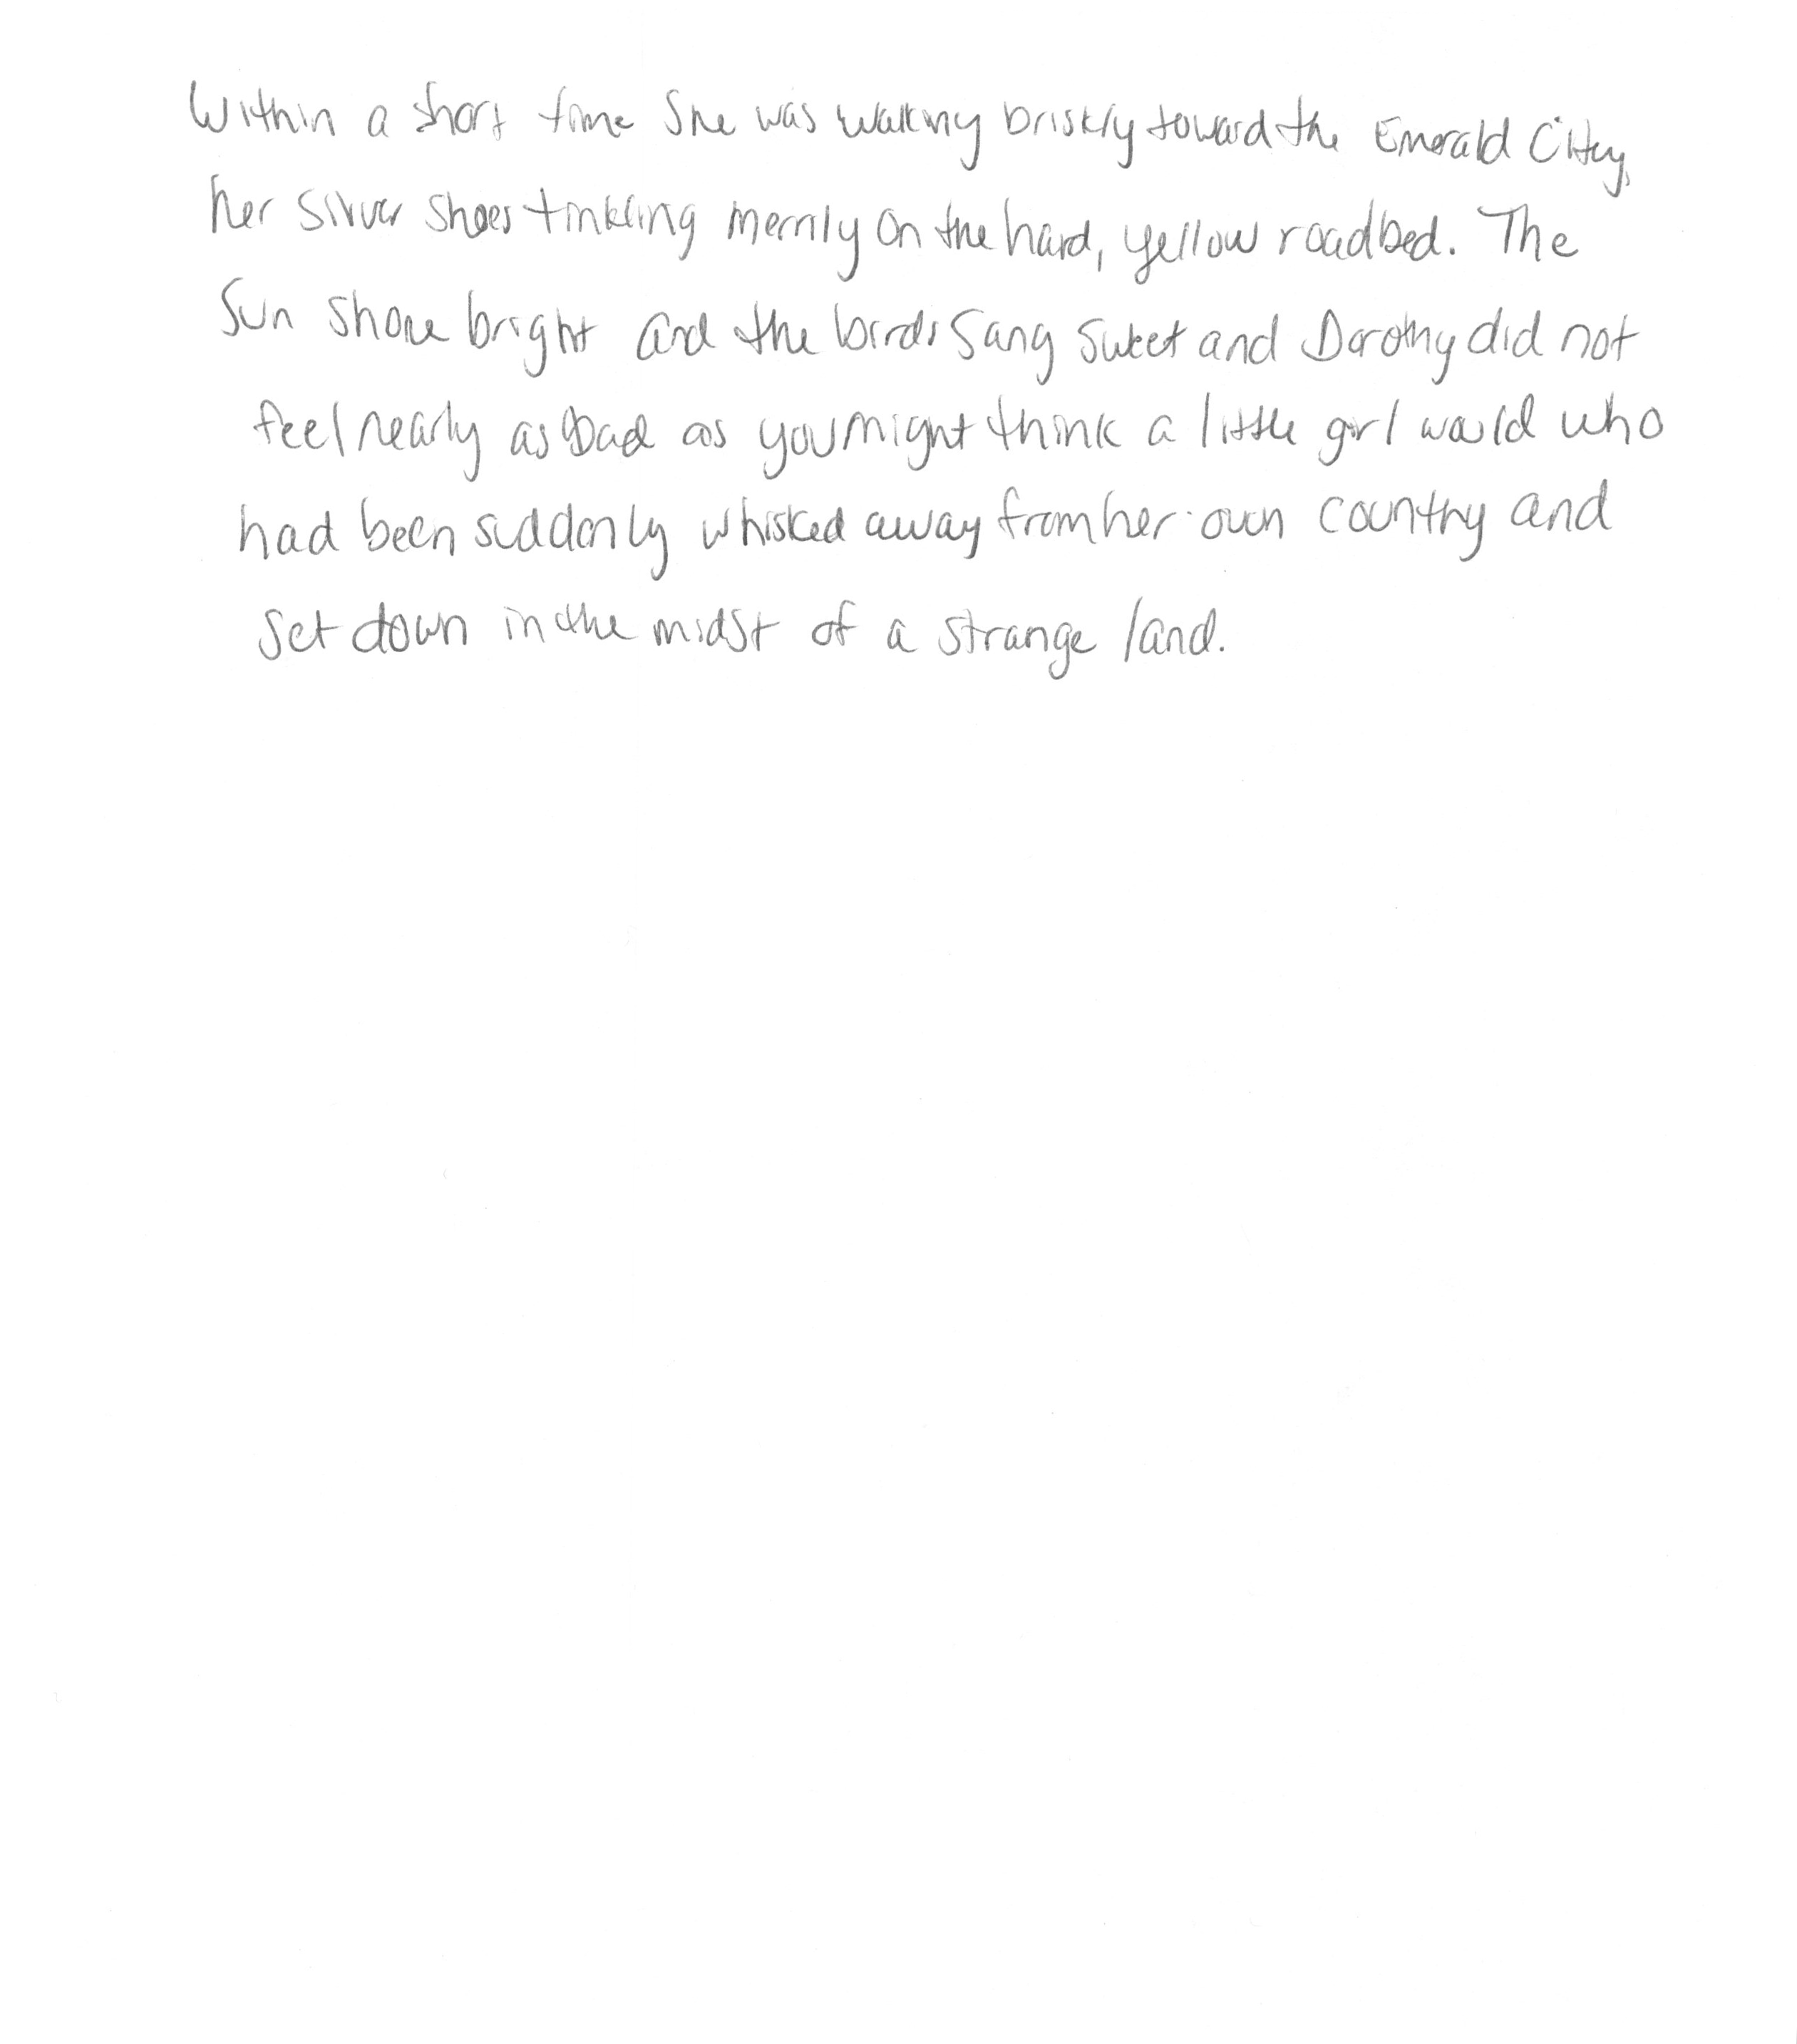 Within a short time she was walking briskly toward the Emerald City,
her silver shoes tinkling merrily on the hard, yellow roadbed. The
sun shone bright and the birds sang sweet and Dorothy did not
feel nearly as bad as you might think a little girl would who
had been suddenly whisked away from her own country and
set down in the midst of a strange land.